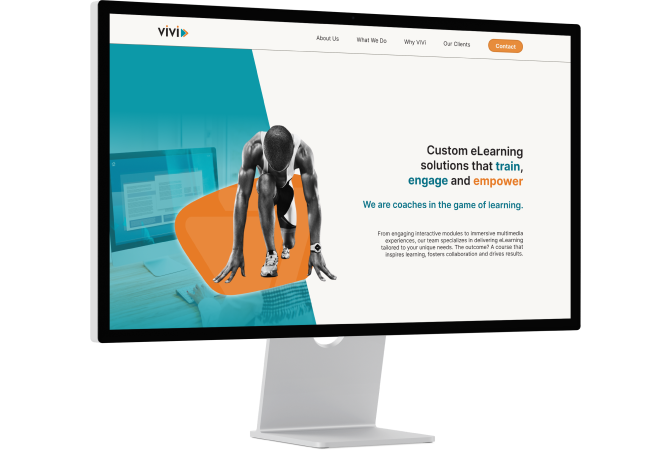 vivi
About Us
What We Do
Why ViVi
Our Clients
Contact
Custom eLearning
solutions that train,
engage and empower
We are coaches in the game of learning.
From engaging interactive modules to immersive multimedia
experiences, our team specializes in delivering eLearning
tailored to your unique needs. The outcome? A course that
inspires learning, fosters collaboration and drives results.